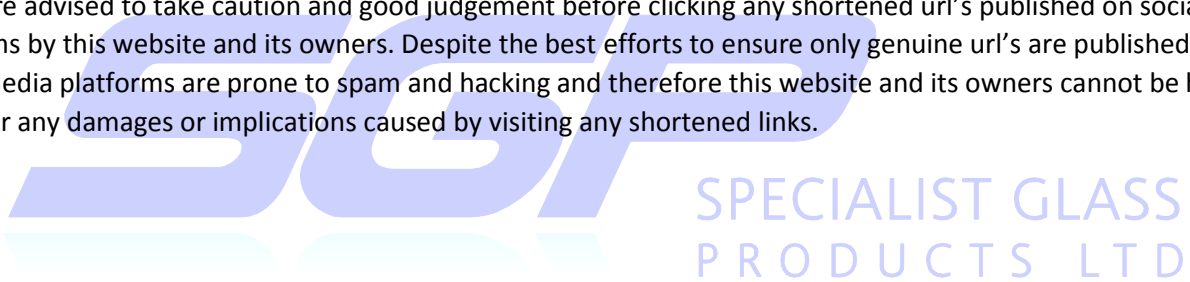 re advised to take caution and good judgement before clicking any shortened url's published on social
ns by this website and its owners. Despite the best efforts to ensure only genuine url's are published
edia platforms are prone to spam and hacking and therefore this website and its owners cannot be h
r any damages or implications caused by visiting any shortened links.
SGP
SPECIALIST GLASS
PRODUCTS LTD